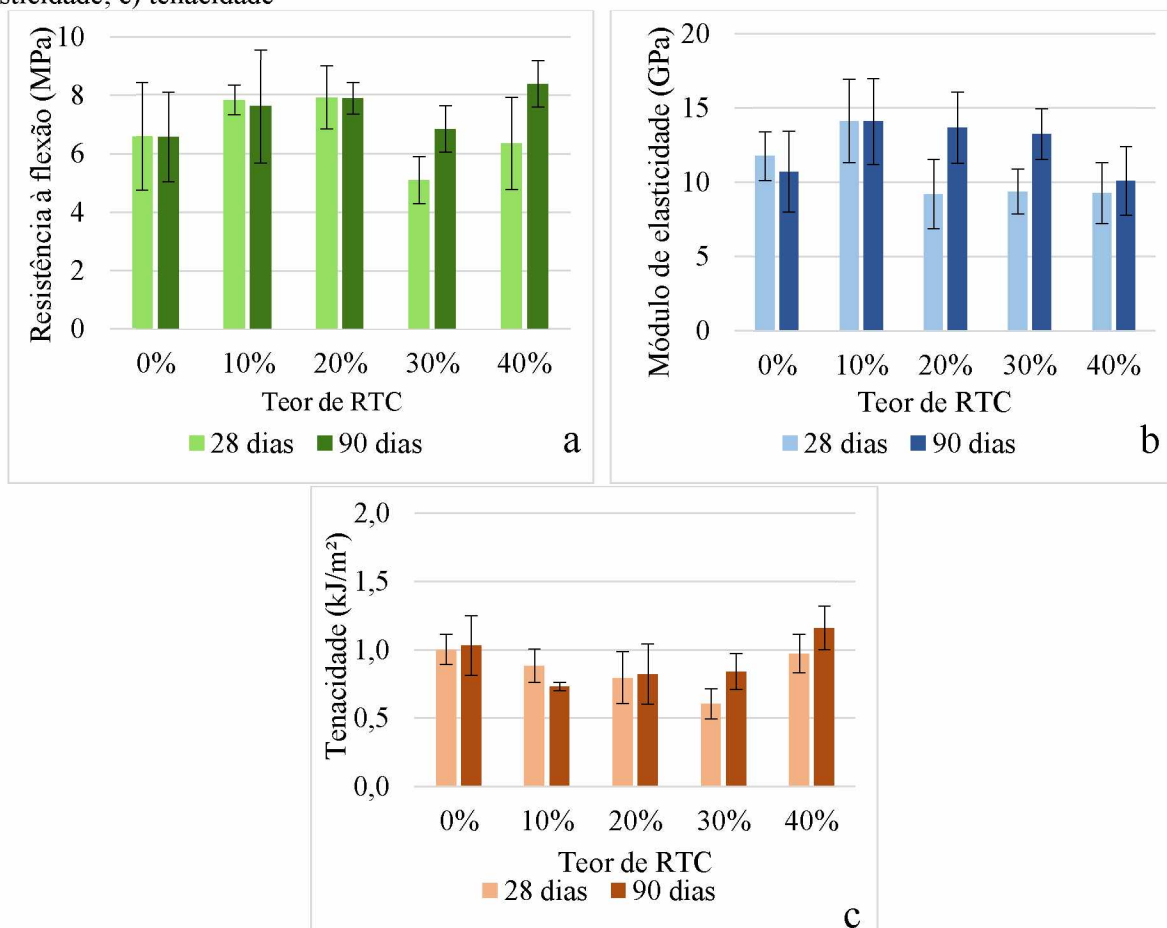 sticidade; c) tenacidade
Resistência à flexão (MPa)
10
8
6
4
2
0
0% 10% 20% 30% 40%
Teor de RTC
28 dias 90 dias
a
Módulo de elasticidade (GPa)
20
15
10
5
0
0% 10% 20% 30% 40%
Teor de RTC
28 dias 90 dias
b
Tenacidade (kJ/m²)
2,0
1,5
1,0
0,5
0,0
0% 10% 20% 30% 40%
Teor de RTC
28 dias 90 dias
c